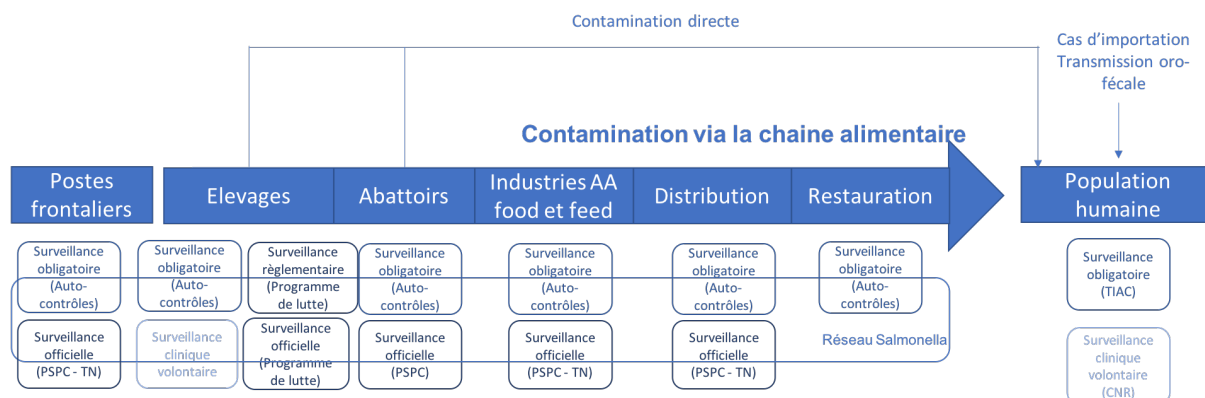 Contamination directe
Cas d’importation
Transmission oro-
fécale
Contamination via la chaine alimentaire
Postes
frontaliers
Elevages
Abattoirs
Industries AA
food et feed
Distribution
Restauration
Population
humaine
Surveillance
obligatoire
(Auto-
contrôles)
Surveillance
obligatoire
(Auto-
contrôles)
Surveillance
règlementaire
(Programme
de lutte)
Surveillance
obligatoire
(Auto-
contrôles)
Surveillance
obligatoire
(Auto-
contrôles)
Surveillance
obligatoire
(Auto-
contrôles)
Surveillance
obligatoire
(Auto-
contrôles)
Surveillance
obligatoire
(TIAC)
Surveillance
officielle
(PSPC - TN)
Surveillance
clinique
volontaire
Surveillance
officielle
(Programme
de lutte)
Surveillance
officielle
(PSPC)
Surveillance
officielle
(PSPC - TN)
Surveillance
officielle
(PSPC - TN)
Réseau Salmonella
Surveillance
clinique
volontaire
(CNR)